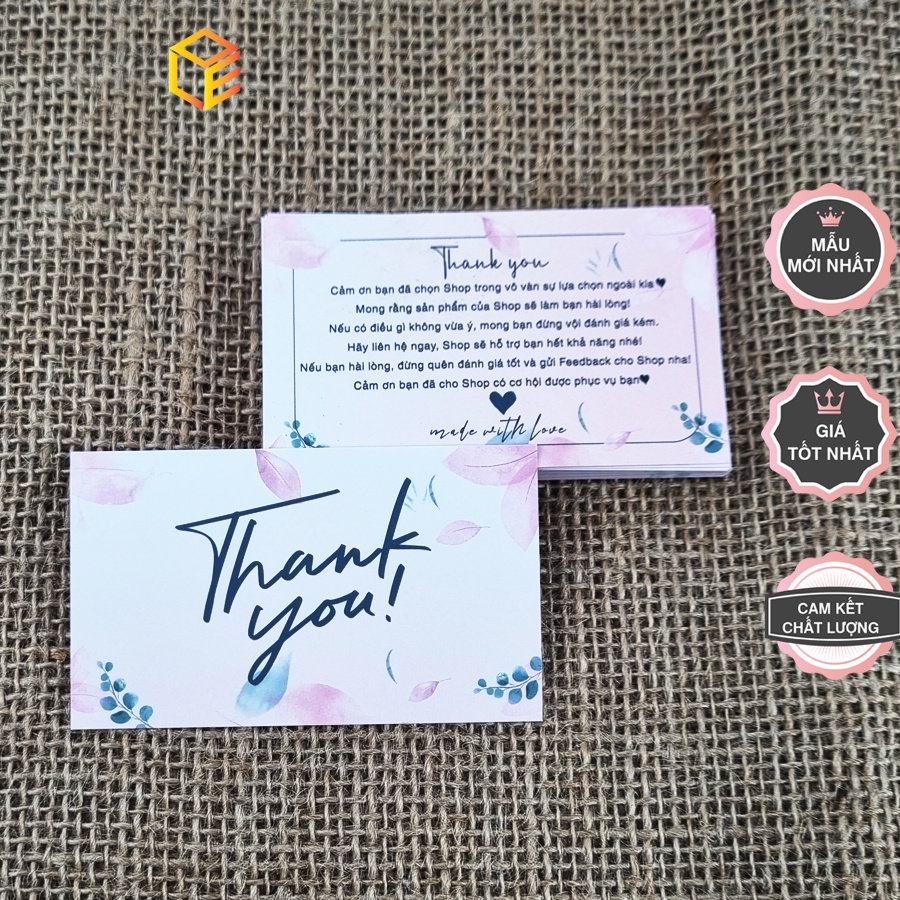 Thank you
Cảm ơn bạn đã chọn Shop trong vô vàn sự lựa chọn ngoài kia♥
Mong rằng sản phẩm của Shop sẽ làm bạn hài lòng!
Nếu có điều gì không vừa ý, mong bạn đừng vội đánh giá kém.
Hãy liên hệ ngay, Shop sẽ hỗ trợ bạn hết khả năng nhé!
Nếu bạn hài lòng, đừng quên đánh giá tốt và gửi Feedback cho Shop nha!
Cảm ơn bạn đã cho Shop có cơ hội được phục vụ bạn♥
made with love
Thank
you!
MẪU
MỚI NHẤT
GIÁ
TỐT NHẤT
CAM KẾT
CHẤT LƯỢNG